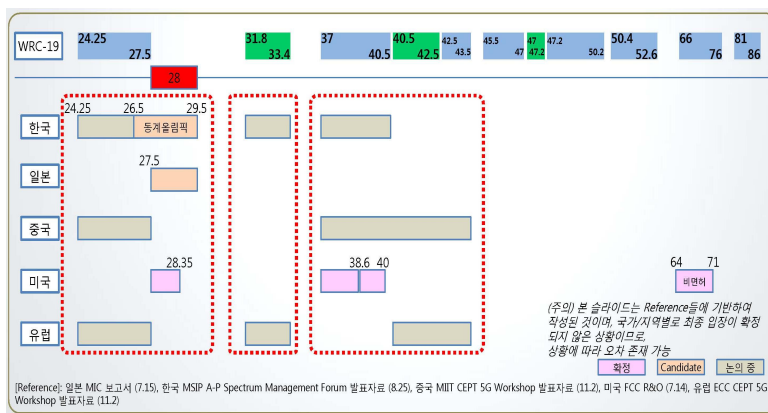 WRC-19
24.25 27.5
31.8 33.4
37 40.5
40.5 42.5
42.5 43.5
45.5 47
47 47.2
47.2 50.2
50.4 52.6
66 76
81 86
28
24.25 26.5 29.5
한국
동계올림픽
27.5
일본
중국
28.35
38.6 40
64 71
미국
비면허
유럽
(주의) 본 슬라이드는 Reference들에 기반하여
작성된 것이며, 국가/지역별로 최종 입장이 확정
되지 않은 상황이므로,
상황에 따라 오차 존재 가능
확정
Candidate
논의 중
[Reference]: 일본 MIC 보고서 (7.15), 한국 MSIP A-P Spectrum Management Forum 발표자료 (8.25), 중국 MIIT CEPT 5G Workshop 발표자료 (11.2), 미국 FCC R&O (7.14), 유럽 ECC CEPT 5G
Workshop 발표자료 (11.2)